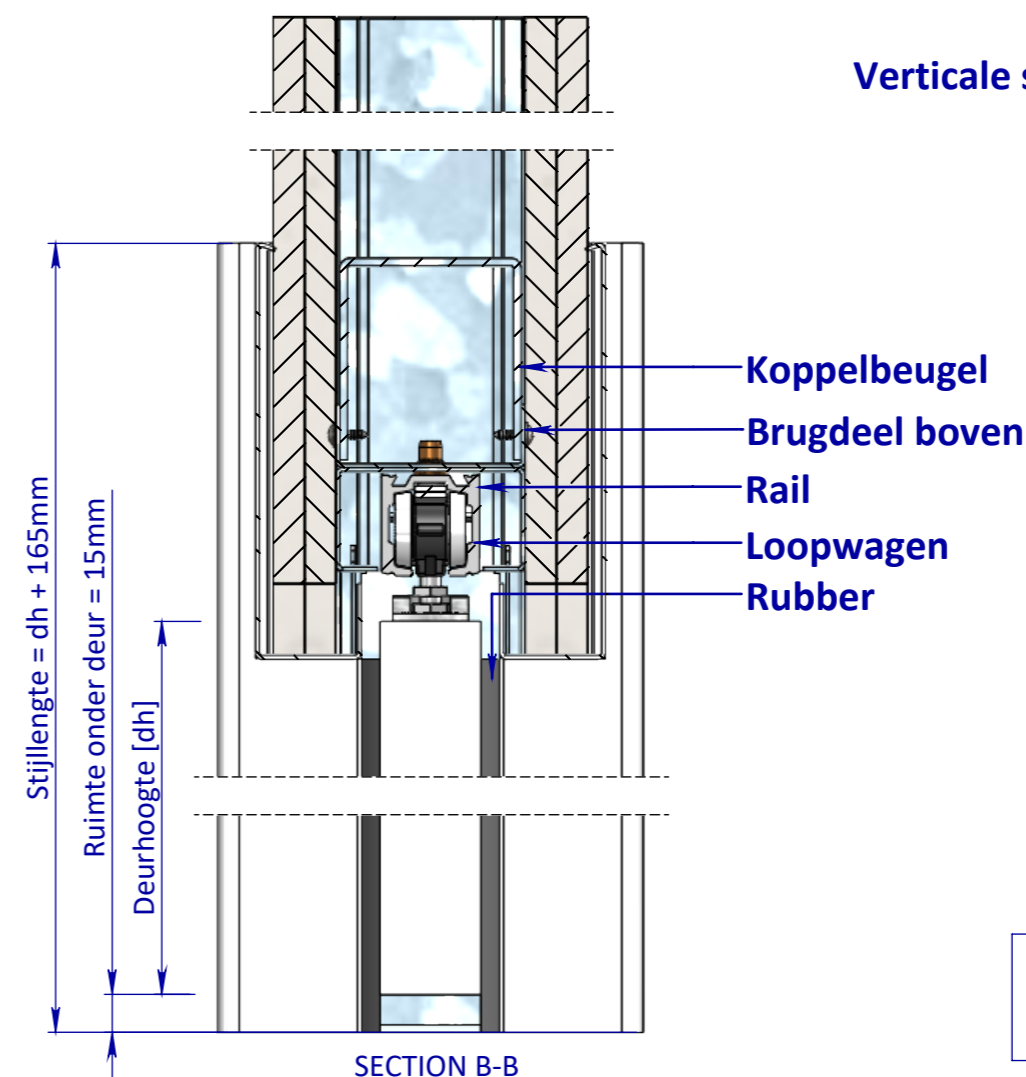 Verticale
Koppelbeugel
Brugdeel boven
Rail
Loopwagen
Rubber
Stijllengte = dh + 165mm
Ruimte onder deur = 15mm
Deurhoogte [dh]
SECTION B-B